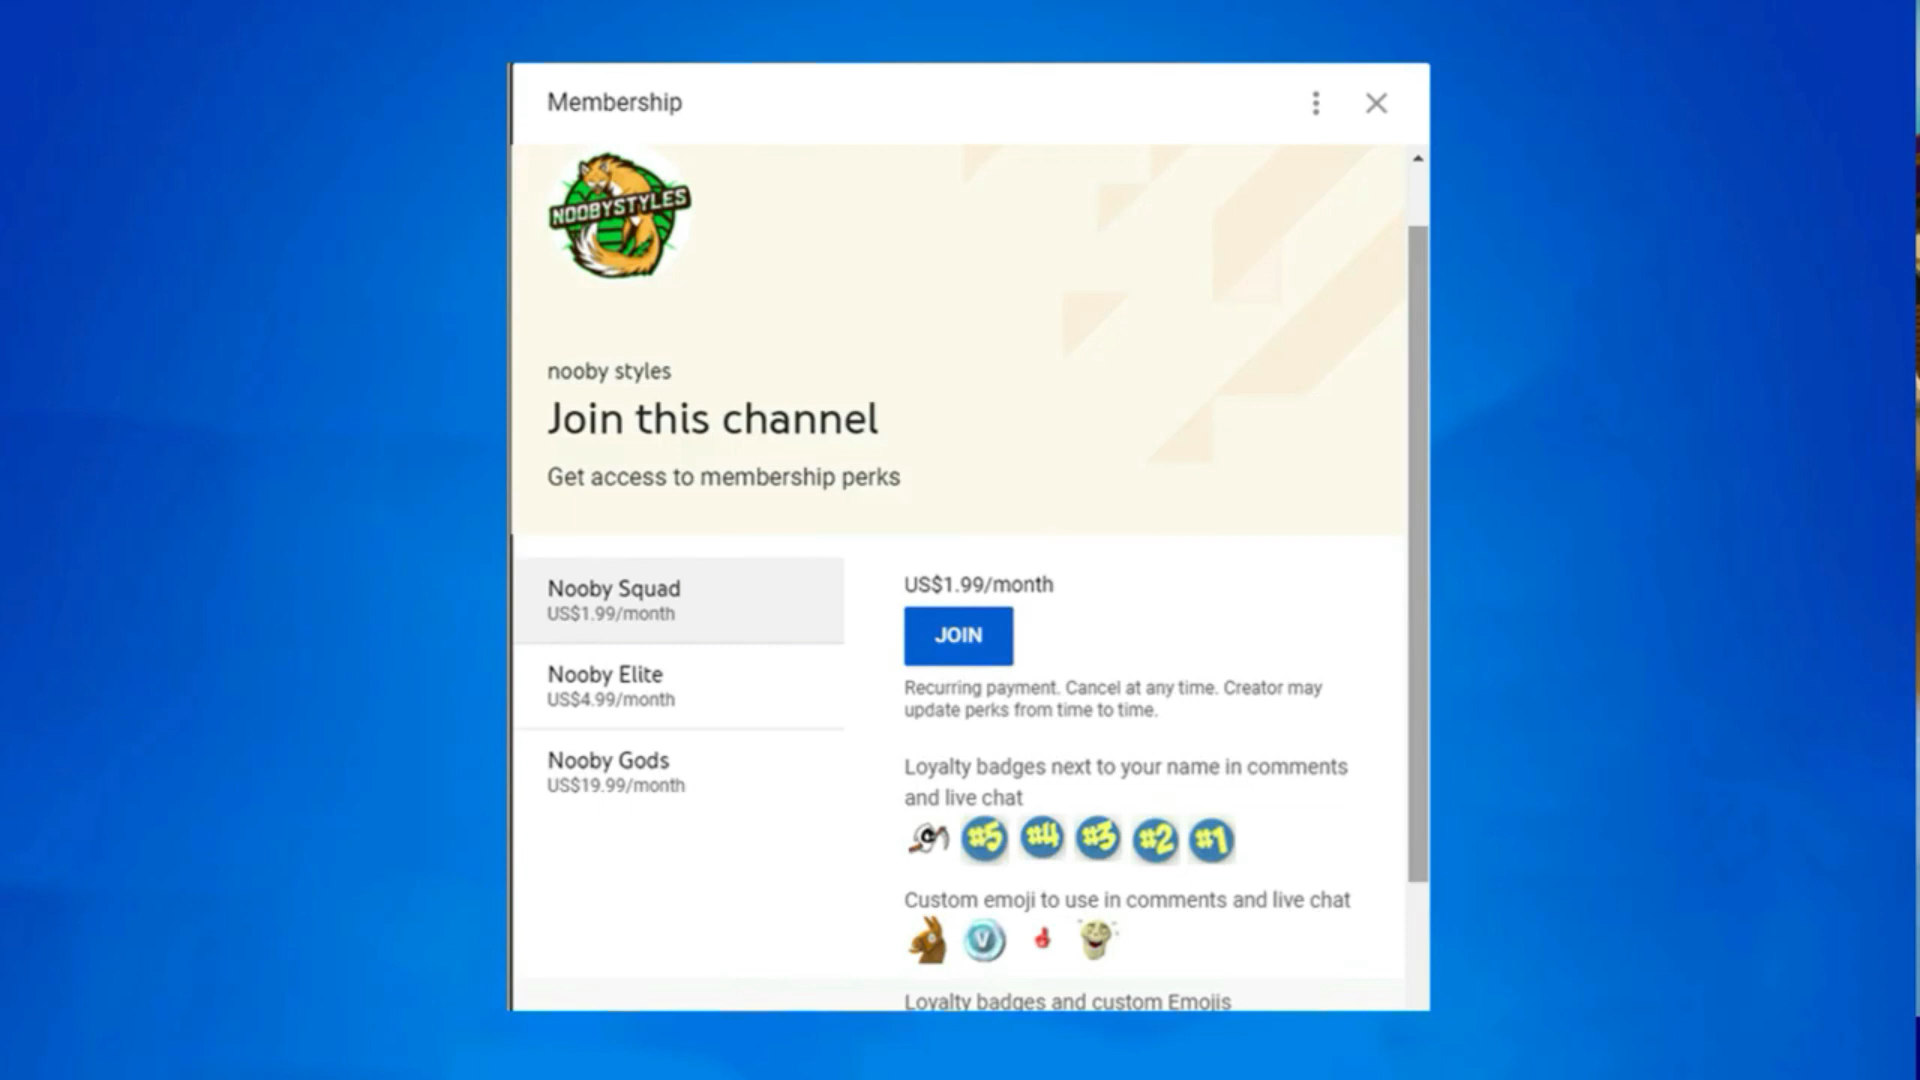 Membership
NOOBYSTYLES
nooby styles
Join this channel
Get access to membership perks
Nooby Squad
US$1.99/month
Nooby Elite
US$4.99/month
Nooby Gods
US$19.99/month
US$1.99/month
JOIN
Recurring payment. Cancel at any time. Creator may
update perks from time to time.
Loyalty badges next to your name in comments
and live chat
#5 #4 #3 #2 #1
Custom emoji to use in comments and live chat
V
Loyalty badges and custom Emojis